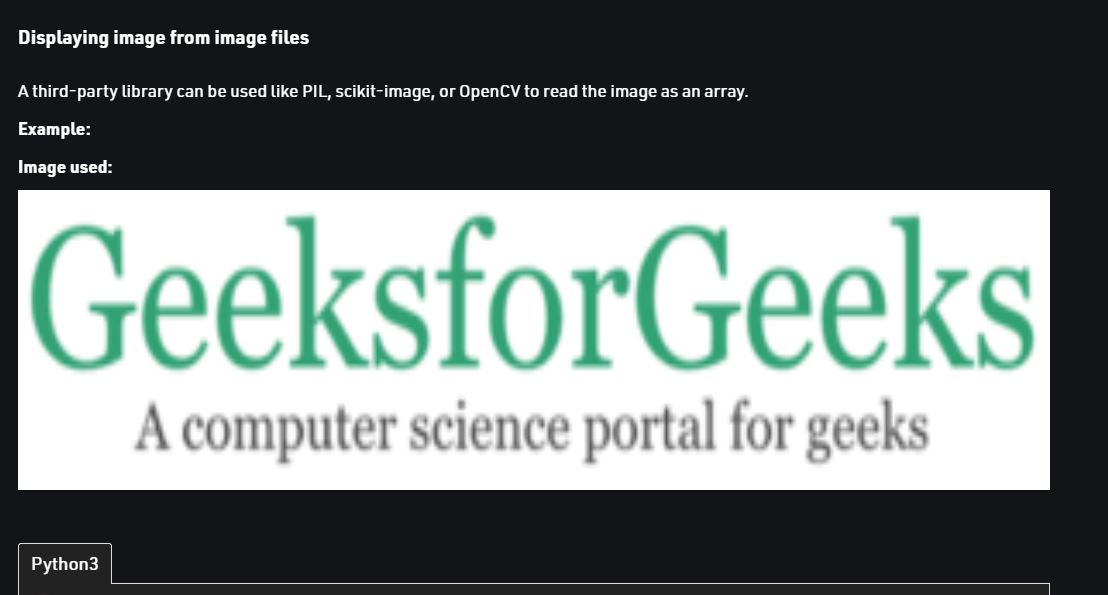 Displaying image from image files
A third-party library can be used like PIL, scikit-image, or OpenCV to read the image as an array.
Example:
Image used:
GeeksforGeeks
A computer science portal for geeks
Python3